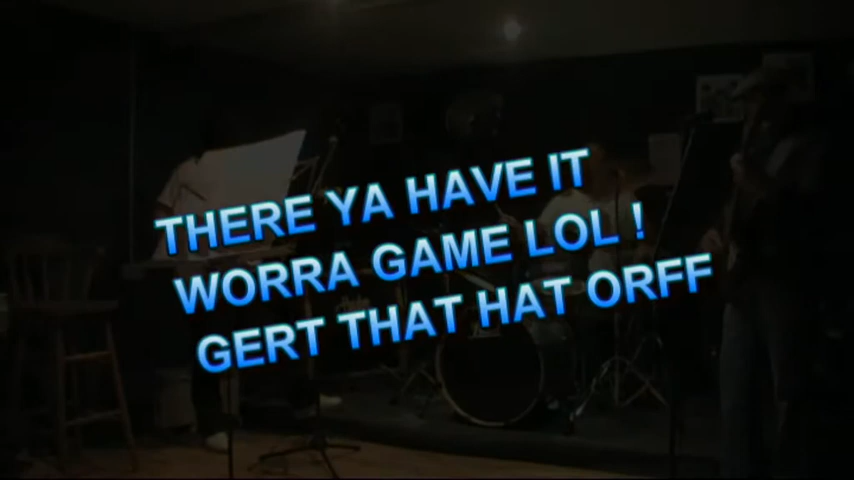 THERE YA HAVE IT
WORRA GAME LOL !
GERT THAT HAT ORFF